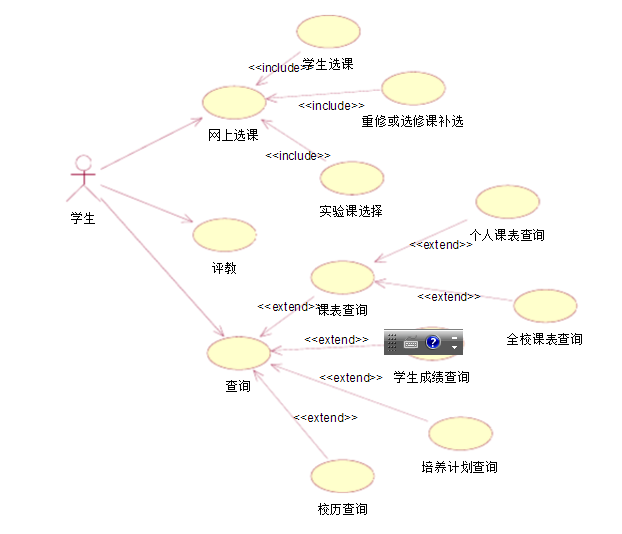 <<include>>
学生选课
<<include>>
重修或选修课补选
网上选课
<<include>>
实验课选择
学生
个人课表查询
<<extend>>
评教
<<extend>>
<<extend>>
课表查询
全校课表查询
<<extend>>
学生成绩查询
<<extend>>
查询
<<extend>>
培养计划查询
校历查询